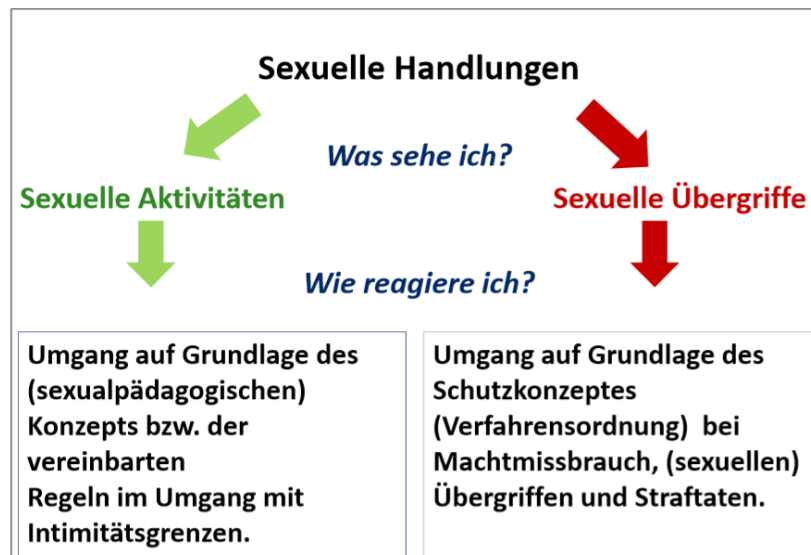 Sexuelle Handlungen
Was sehe ich?
Sexuelle Aktivitäten
Sexuelle Übergriffe
Wie reagiere ich?
Umgang auf Grundlage des
(sexualpädagogischen)
Konzepts bzw. der
vereinbarten
Regeln im Umgang mit
Intimitätsgrenzen.
Umgang auf Grundlage des
Schutzkonzeptes
(Verfahrensordnung) bei
Machtmissbrauch, (sexuellen)
Übergriffen und Straftaten.